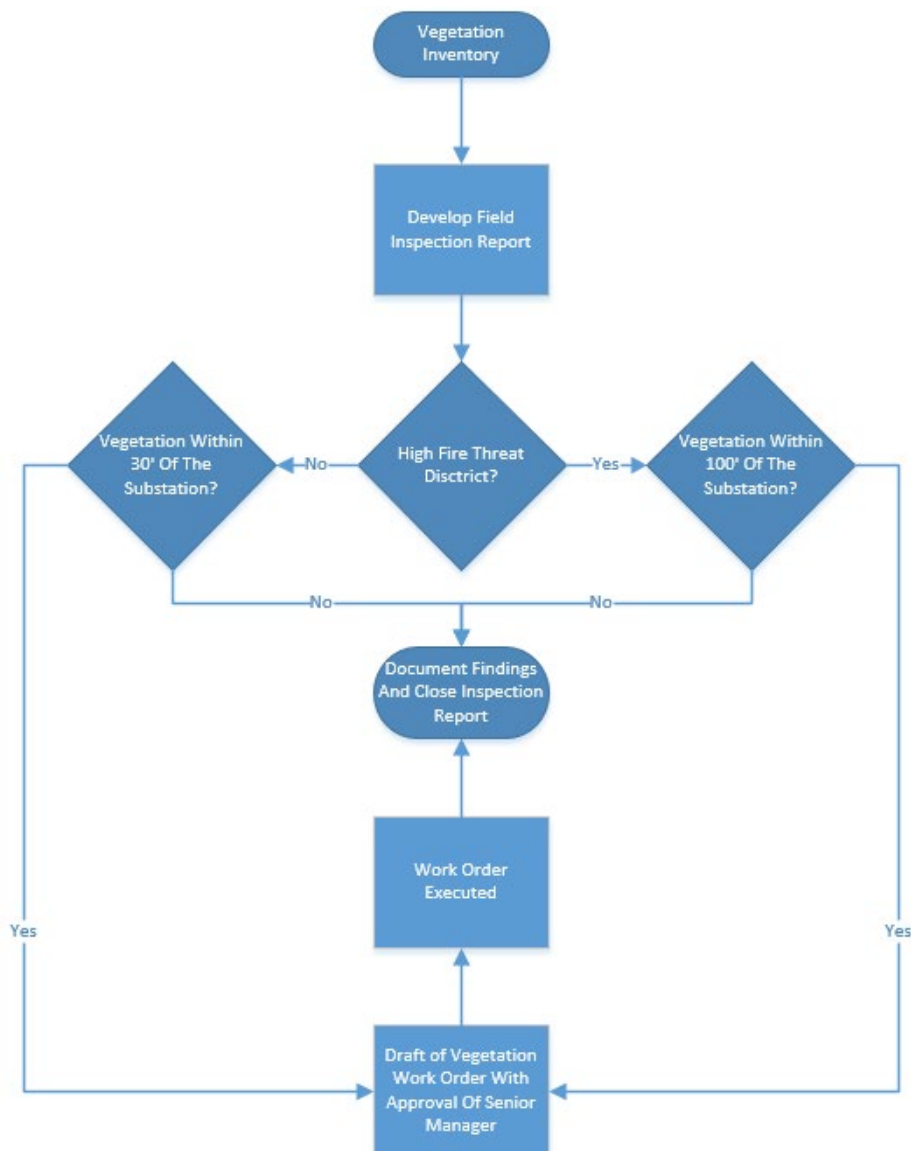 Vegetation
Inventory
Develop Field
Inspection Report
Vegetation Within
30' Of The
Substation?
No
High Fire Threat
Disctrict?
Yes
Vegetation Within
100' Of The
Substation?
No
No
Document Findings
And Close Inspection
Report
Work Order
Executed
Yes
Yes
Draft of Vegetation
Work Order With
Approval Of Senior
Manager